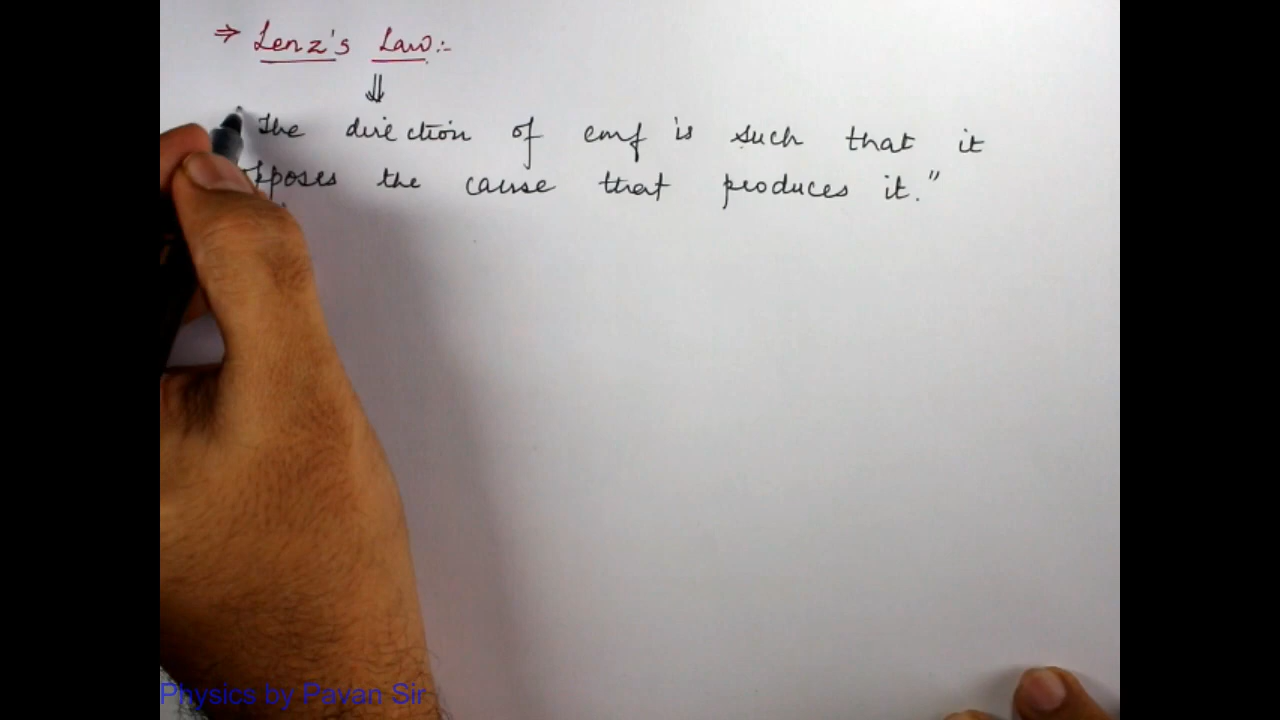 ⇒ Lenz's Law:-
⇓
The direction of emf is such that it
opposes the cause that produces it."
Physics by Pavan Sir